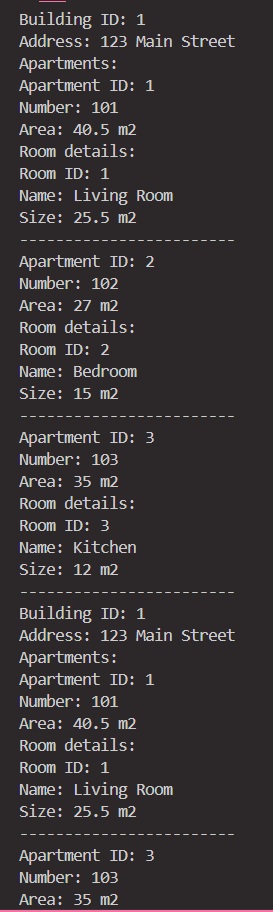 Building ID: 1
Address: 123 Main Street
Apartments:
Apartment ID: 1
Number: 101
Area: 40.5 m2
Room details:
Room ID: 1
Name: Living Room
Size: 25.5 m2
------------------------
Apartment ID: 2
Number: 102
Area: 27 m2
Room details:
Room ID: 2
Name: Bedroom
Size: 15 m2
------------------------
Apartment ID: 3
Number: 103
Area: 35 m2
Room details:
Room ID: 3
Name: Kitchen
Size: 12 m2
------------------------
Building ID: 1
Address: 123 Main Street
Apartments:
Apartment ID: 1
Number: 101
Area: 40.5 m2
Room details:
Room ID: 1
Name: Living Room
Size: 25.5 m2
------------------------
Apartment ID: 3
Number: 103
Area: 35 m2